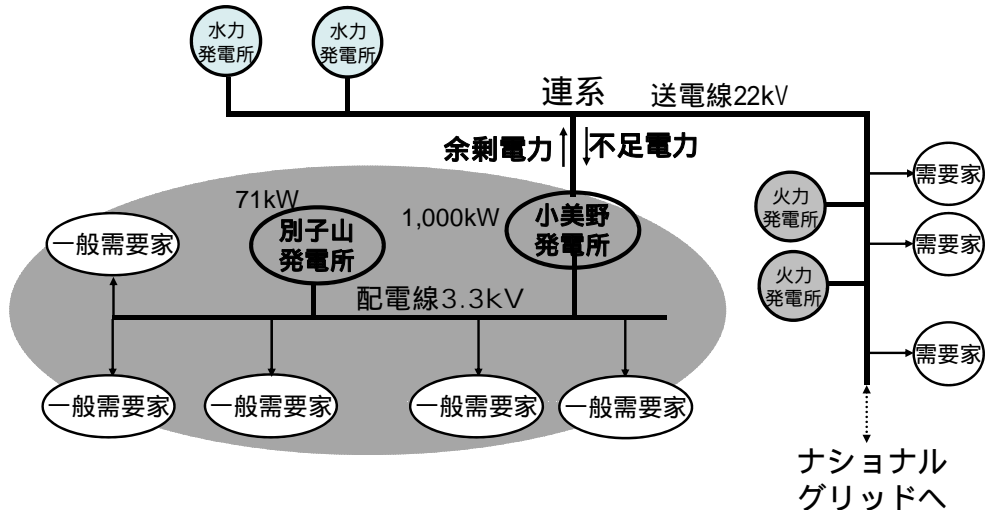 水力
発電所
水力
発電所
連系
送電線22kV
余剰電力
不足電力
需要家
火力
発電所
71kW
1,000kW
小美野
発電所
別子山
発電所
一般需要家
需要家
火力
発電所
配電線3.3kV
需要家
一般需要家
一般需要家
一般需要家
一般需要家
ナショナル
グリッドへ